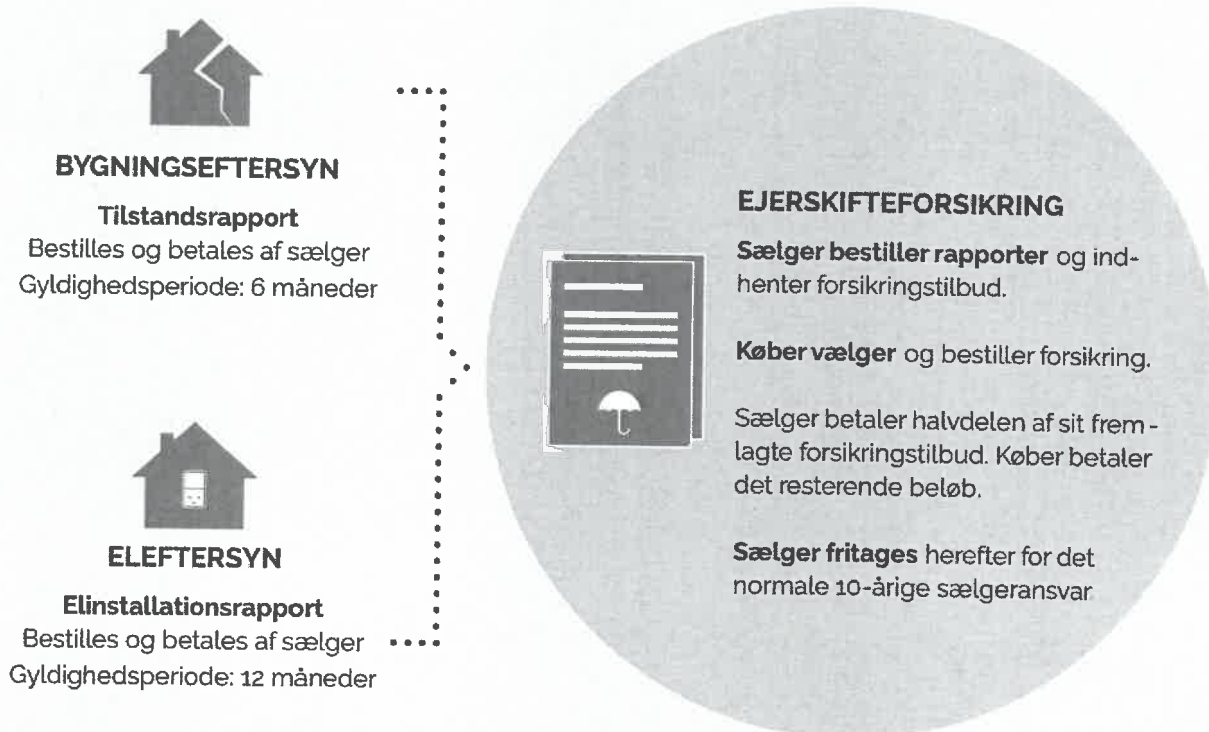 BYGNINGSEFTERSYN
Tilstandsrapport
Bestilles og betales af sælger
Gyldighedsperiode: 6 måneder
ELEFTERSYN
Elinstallationsrapport
Bestilles og betales af sælger
Gyldighedsperiode: 12 måneder
EJERSKIFTEFORSIKRING
Sælger bestiller rapporter og ind-
henter forsikringstilbud.
Køber vælger og bestiller forsikring.
Sælger betaler halvdelen af sit frem-
lagte forsikringstilbud. Køber betaler
det resterende beløb.
Sælger fritages herefter for det
normale 10-årige sælgeransvar